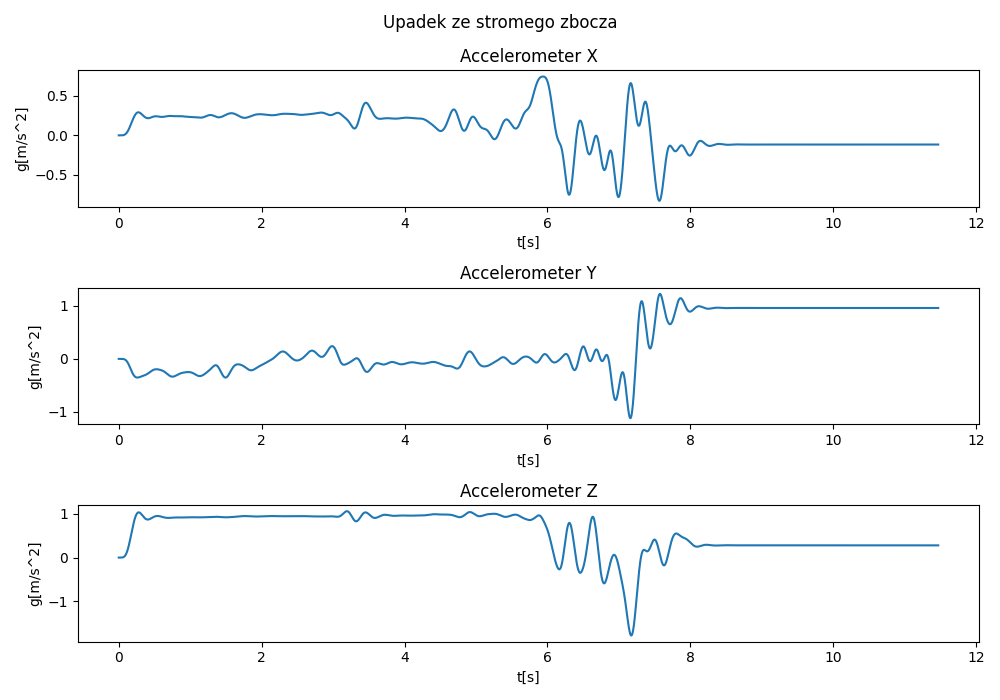 Upadek ze stromego zbocza
Accelerometer X
g[m/s^2]
0.5
0.0
−0.5
0 2 4 6 8 10 12
t[s]
Accelerometer Y
g[m/s^2]
1
0
−1
0 2 4 6 8 10 12
t[s]
Accelerometer Z
g[m/s^2]
1
0
−1
0 2 4 6 8 10 12
t[s]